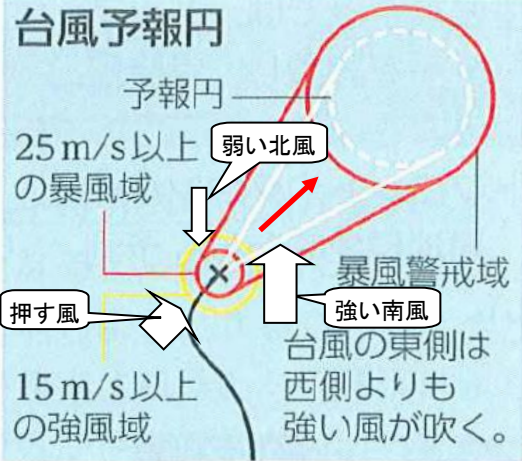 台風予報円
予報円
25m/s以上
の暴風域
弱い北風
暴風警戒域
押す風
強い南風
15m/s以上
の強風域
台風の東側は
西側よりも
強い風が吹く。